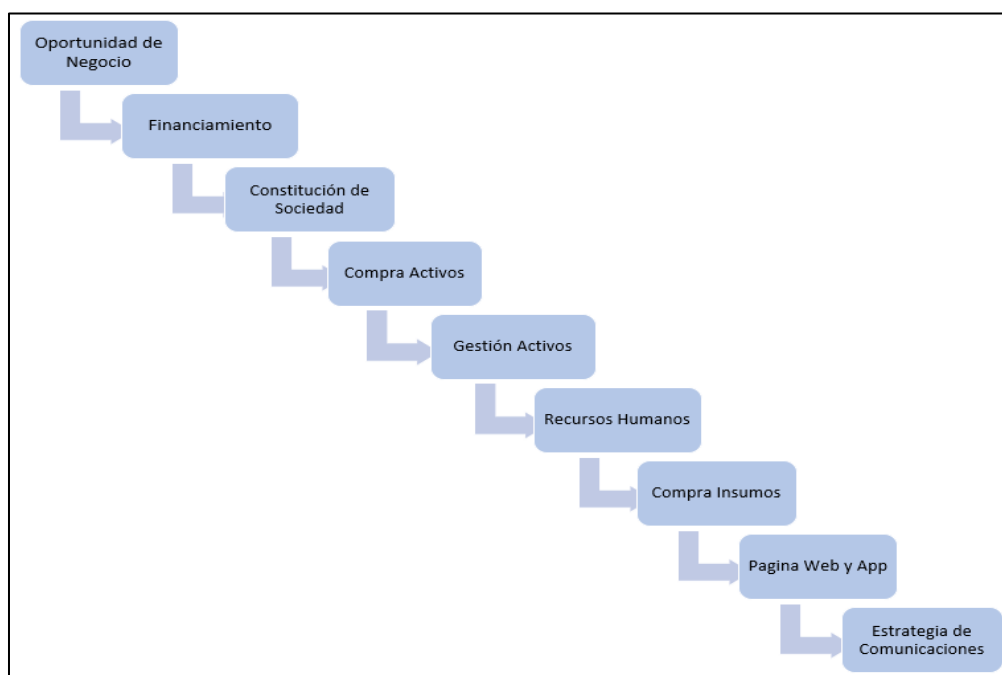 Oportunidad de
Negocio
Financiamiento
Constitución de
Sociedad
Compra Activos
Gestión Activos
Recursos Humanos
Compra Insumos
Pagina Web y App
Estrategia de
Comunicaciones